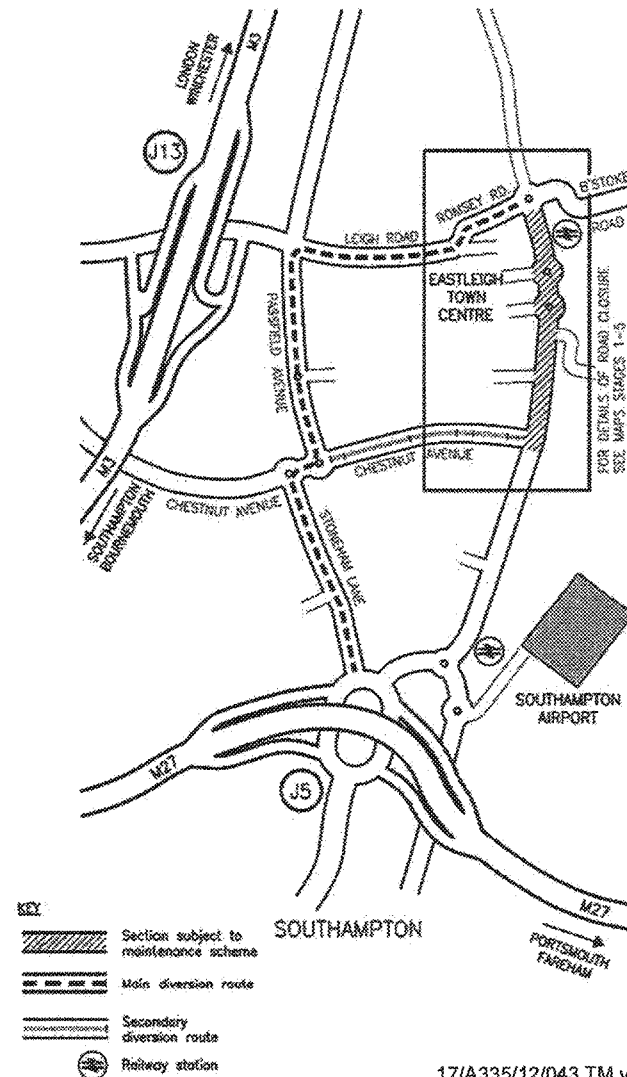 LONDON
WINCHESTER
M3
J13
ROMSEY RD.
B'STOKE
ROAD
LEIGH ROAD
EASTLEIGH
TOWN
CENTRE
PASSFIELD AVENUE
FOR DETAILS OF ROAD CLOSURE
SEE MAPS STAGES 1-5
M3
SOUTHAMPTON
BOURNEMOUTH
CHESTNUT AVENUE
CHESTNUT AVENUE
STONEHAM LANE
SOUTHAMPTON
AIRPORT
M27
J5
M27
PORTSMOUTH
FAREHAM
SOUTHAMPTON
KEY
Section subject to
maintenance scheme
Main diversion route
Secondary
diversion route
Railway station
17/A335/12/043 TM v